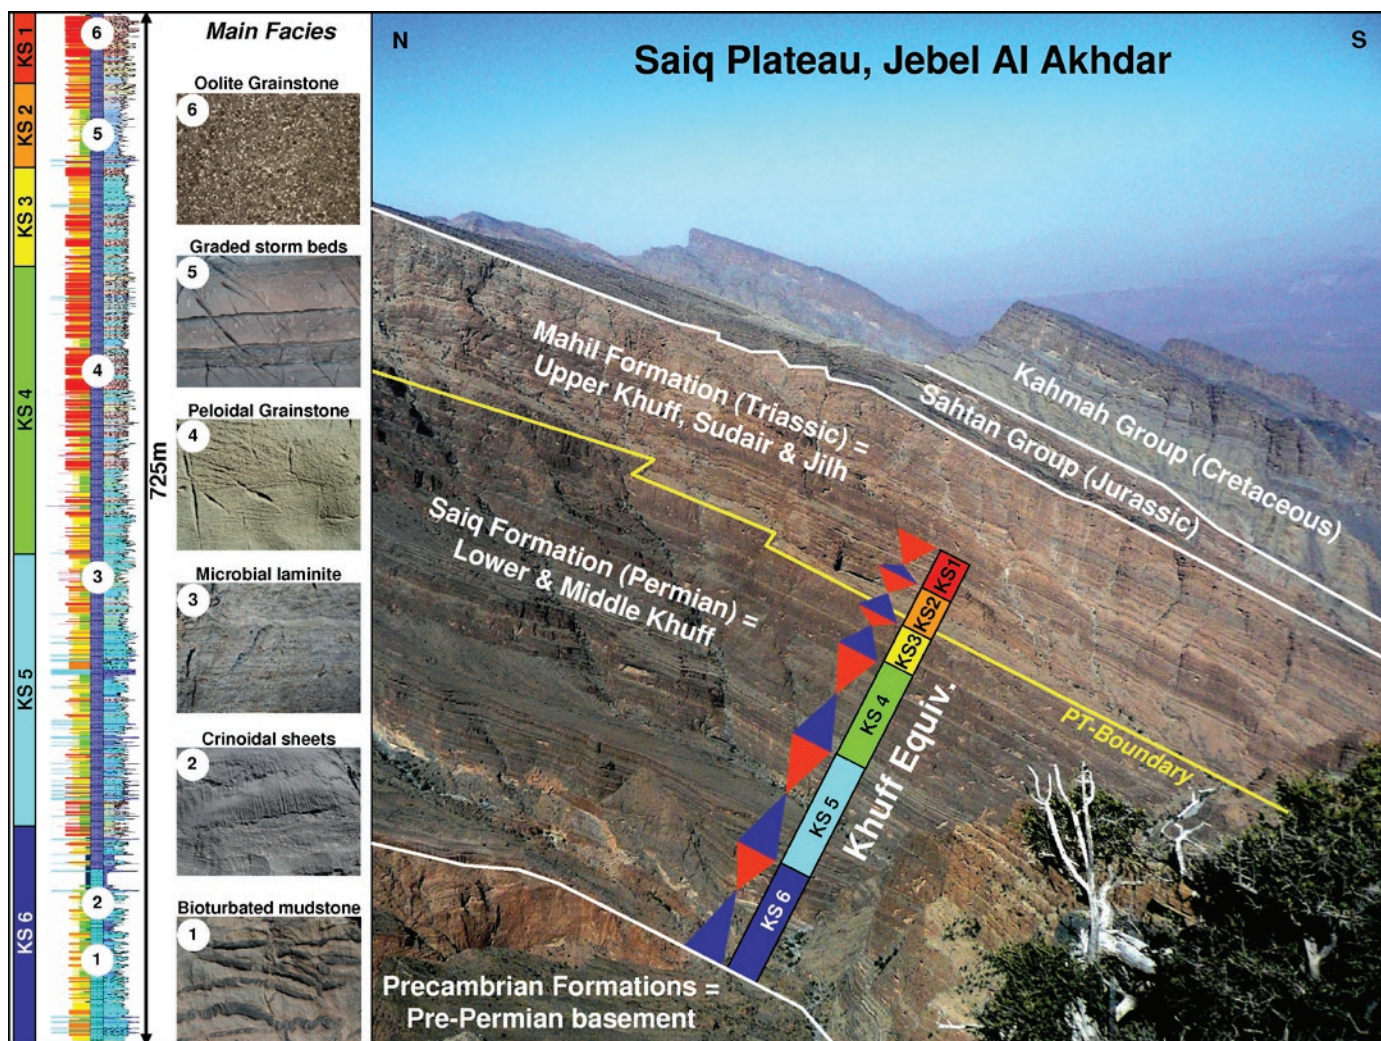 KS 1
KS 2
KS 3
KS 4
KS 5
KS 6
6
5
4
3
2
1
725m
Main Facies
Oolite Grainstone
6
Graded storm beds
5
Peloidal Grainstone
4
Microbial laminite
3
Crinoidal sheets
2
Bioturbated mudstone
1
N
S
Saiq Plateau, Jebel Al Akhdar
Kahmah Group (Cretaceous)
Sahtan Group (Jurassic)
Mahil Formation (Triassic) =
Upper Khuff, Sudair & Jilh
Saiq Formation (Permian) =
Lower & Middle Khuff
KS1
KS2
KS3
KS 4
KS 5
KS 6
Khuff Equiv.
PT-Boundary
Precambrian Formations =
Pre-Permian basement